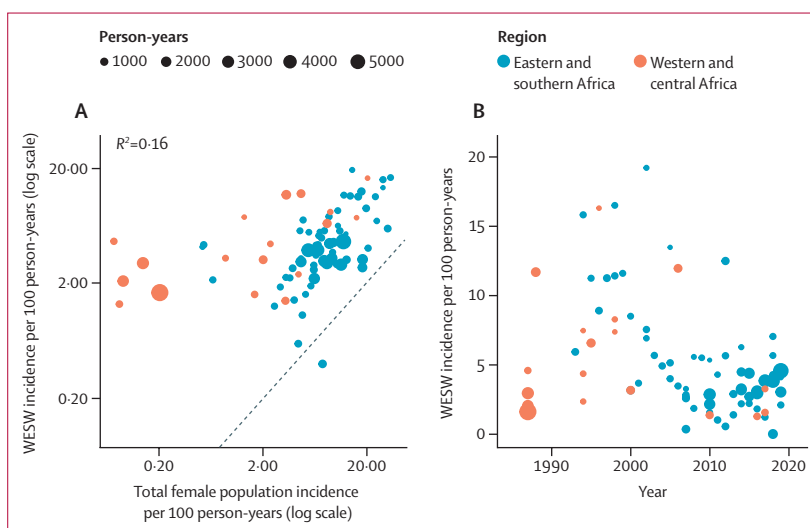 Person-years
1000 2000 3000 4000 5000
Region
Eastern and
southern Africa
Western and
central Africa
A
R²=0·16
WESW incidence per 100 person-years (log scale)
20·00
2·00
0·20
0·20 2·00 20·00
Total female population incidence
per 100 person-years (log scale)
B
WESW incidence per 100 person-years
20
15
10
5
0
1990 2000 2010 2020
Year